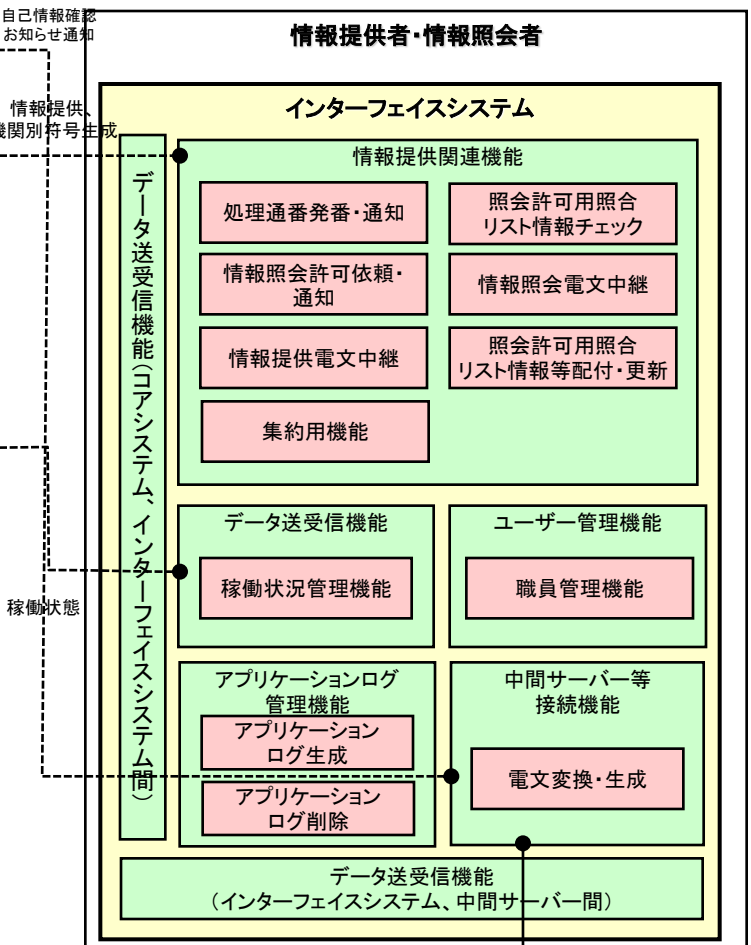 自己情報確認
お知らせ通知
情報提供者・情報照会者
インターフェイスシステム
情報提供、
機関別符号生成
データ送受信機能（コアシステム、インターフェイスシステム間）
情報提供関連機能
処理通番発番・通知
照会許可用照合
リスト情報チェック
情報照会許可依頼・
通知
情報照会電文中継
情報提供電文中継
照会許可用照合
リスト情報等配付・更新
集約用機能
データ送受信機能
稼働状況管理機能
ユーザー管理機能
職員管理機能
稼働状態
アプリケーションログ
管理機能
アプリケーション
ログ生成
アプリケーション
ログ削除
中間サーバー等
接続機能
電文変換・生成
データ送受信機能
（インターフェイスシステム、中間サーバー間）